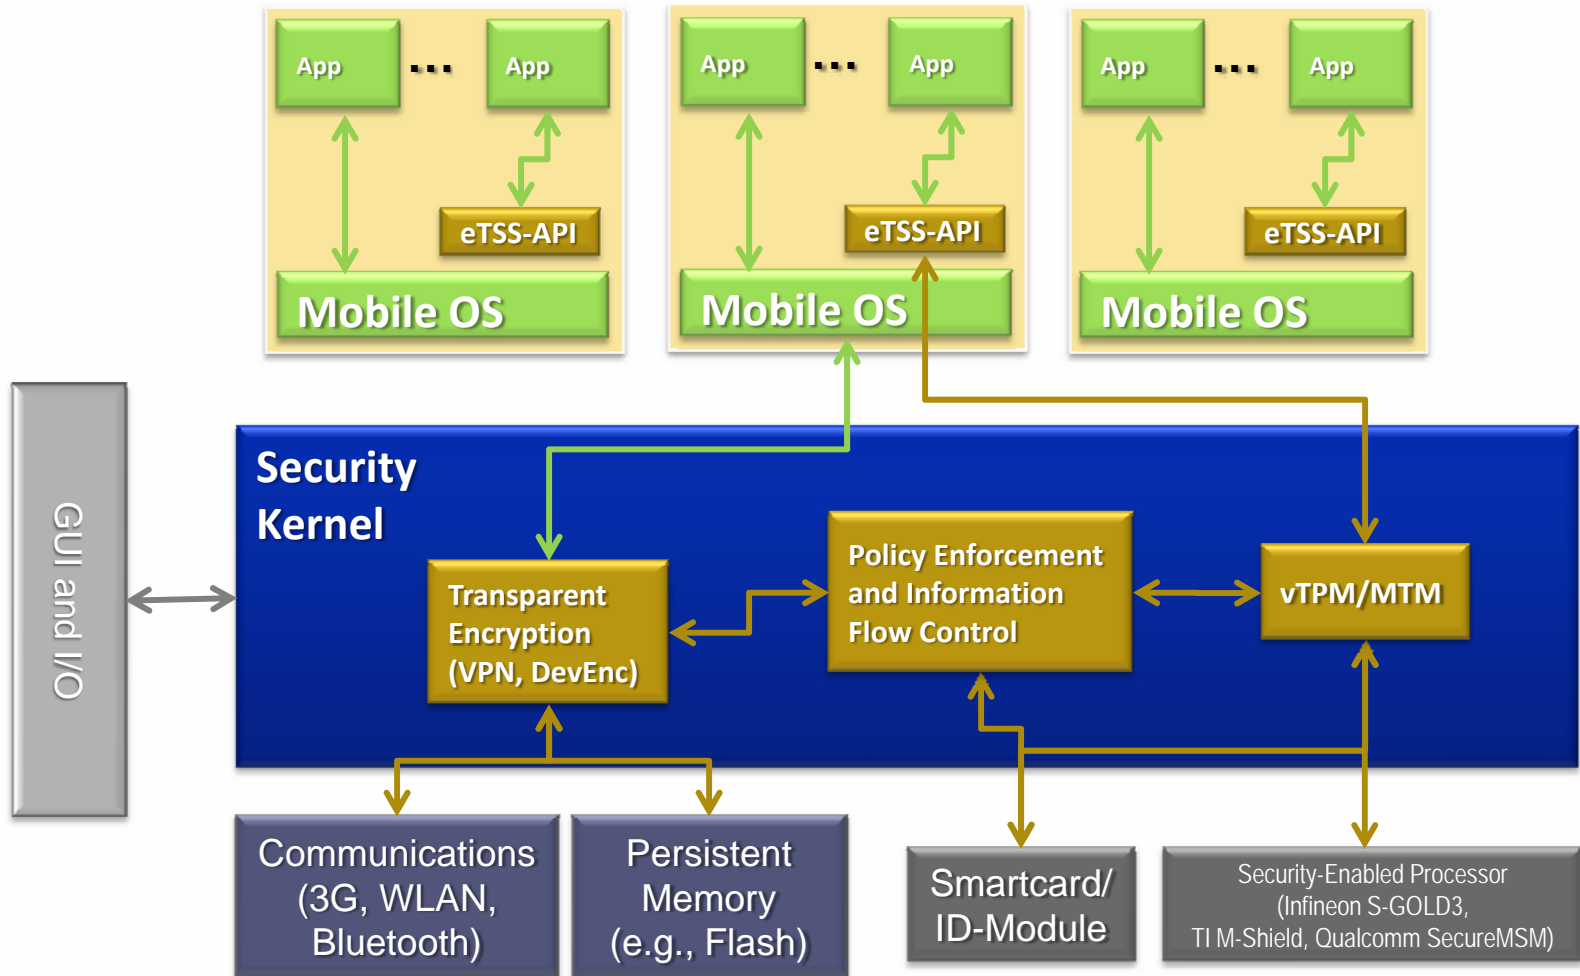 App
...
App
App
...
App
App
...
App
eTSS-API
eTSS-API
eTSS-API
Mobile OS
Mobile OS
Mobile OS
GUI and I/O
Security
Kernel
Transparent
Encryption
(VPN, DevEnc)
Policy Enforcement
and Information
Flow Control
vTPM/MTM
Communications
(3G, WLAN,
Bluetooth)
Persistent
Memory
(e.g., Flash)
Smartcard/
ID-Module
Security-Enabled Processor
(Infineon S-GOLD3,
TI M-Shield, Qualcomm SecureMSM)